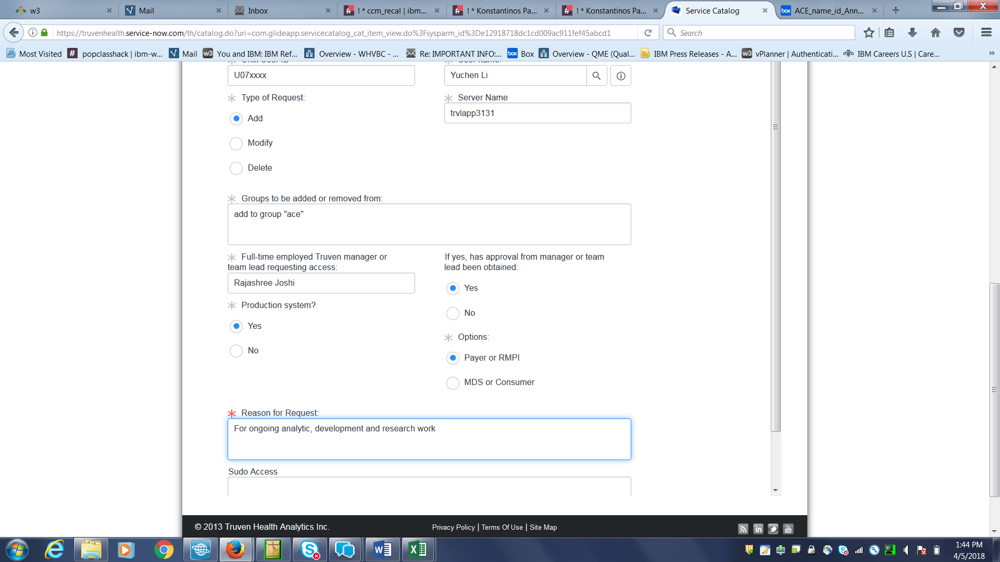 w3
Mail
Inbox
! * ccm_recal | ibm...
! * Konstantinos Pa...
! * Konstantinos Pa...
Service Catalog
box ACE_name_id_Ann...
https://truvenhealth.service-now.com/th/catalog.do?uri=com.glideapp.servicecatalog_cat_item_view.do%3Fsysparm_id%3De12918718dc1cd009ac911fef45abcd1
Search
Most Visited
# popclasshack | ibm-w...
Mail
w3 You and IBM: IBM Ref...
Overview - WHVBC - ...
Re: IMPORTANT INFO:...
box Box
Overview - QME (Qual...
IBM Press Releases - A...
w3 vPlanner | Authenticati...
IBM Careers U.S | Care...
U07xxxx
Yuchen Li
Type of Request:
Server Name
Add
trvlapp3131
Modify
Delete
Groups to be added or removed from:
add to group "ace"
Full-time employed Truven manager or
team lead requesting access:
If yes, has approval from manager or team
lead been obtained:
Rajashree Joshi
Yes
Production system?
No
Yes
Options:
No
Payer or RMPI
MDS or Consumer
Reason for Request:
For ongoing analytic, development and research work
Sudo Access
© 2013 Truven Health Analytics Inc.
Privacy Policy | Terms Of Use | Site Map
1:44 PM
4/5/2018